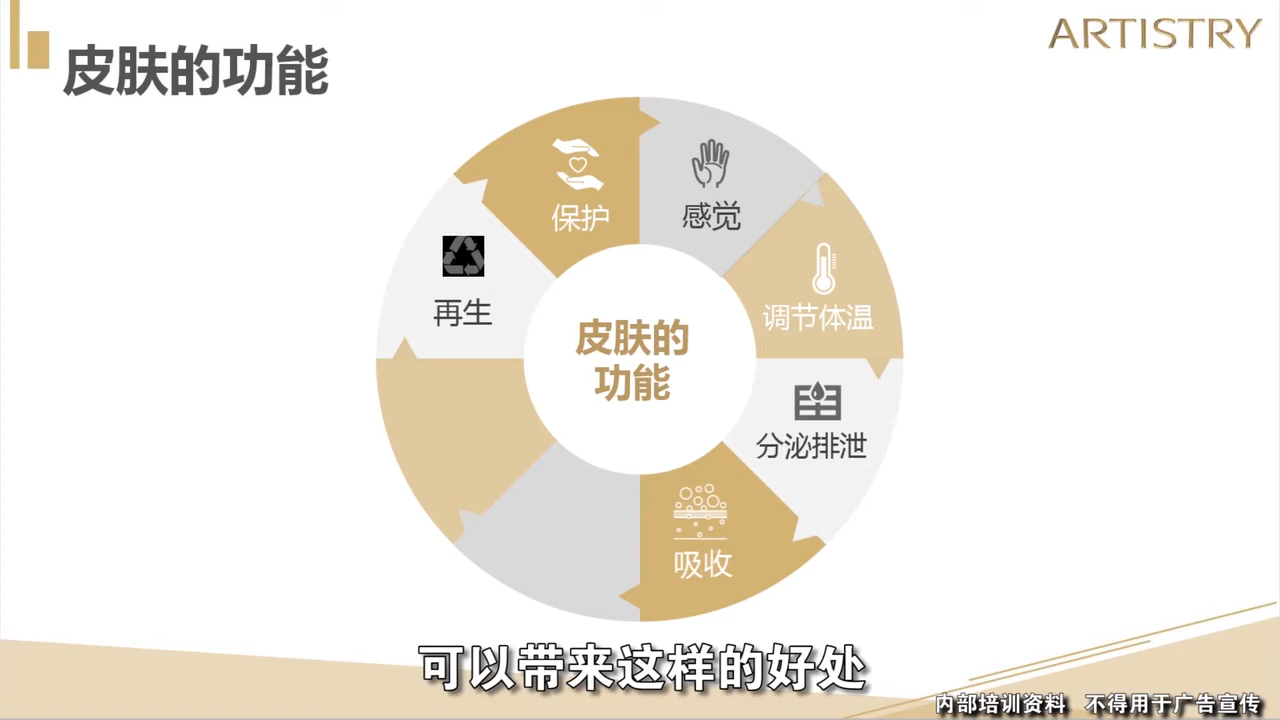 皮肤的功能
ARTISTRY
保护
感觉
再生
调节体温
皮肤的
功能
分泌排泄
吸收
可以带来这样的好处
内部培训资料 不得用于广告宣传